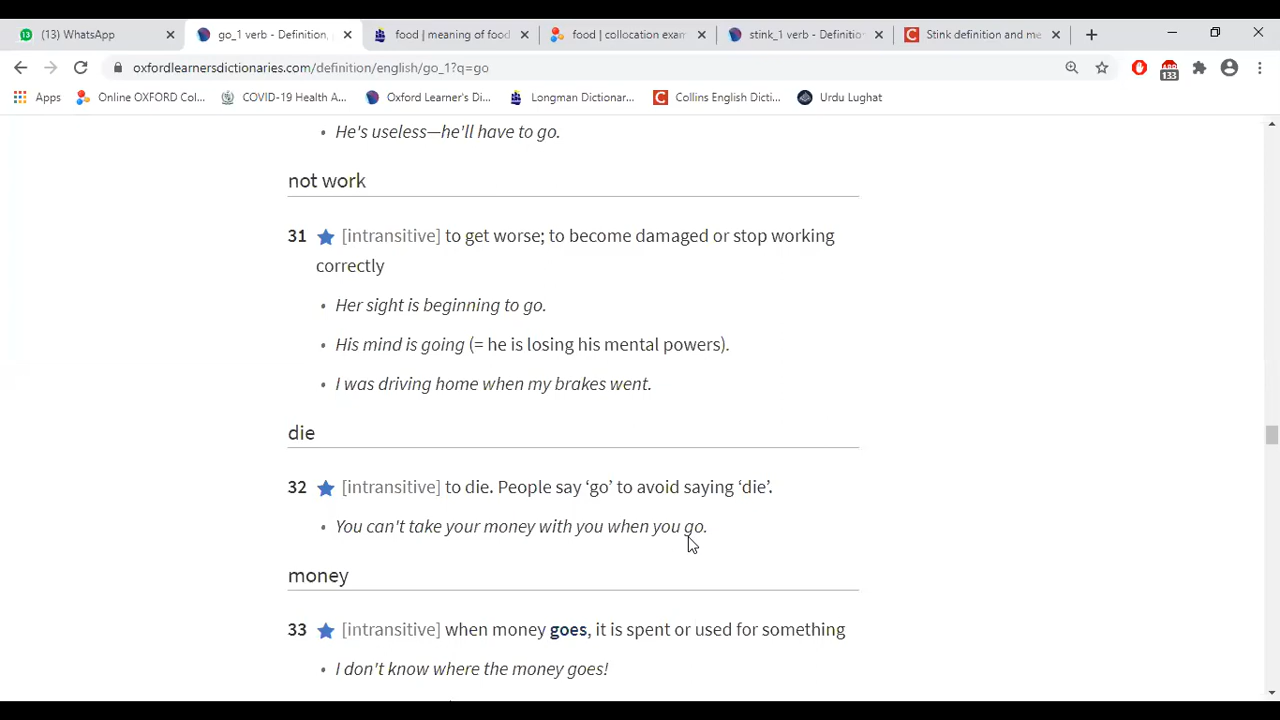 (13) WhatsApp
go_1 verb - Definition,
food | meaning of food
food | collocation exam
stink_1 verb - Definitio
Stink definition and me
oxfordlearnersdictionaries.com/definition/english/go_1?q=go
133
Apps
Online OXFORD Col...
COVID-19 Health A...
Oxford Learner's Di...
Longman Dictionar...
Collins English Dicti...
Urdu Lughat
• He's useless—he'll have to go.
not work
31 [intransitive] to get worse; to become damaged or stop working
correctly
• Her sight is beginning to go.
• His mind is going (= he is losing his mental powers).
• I was driving home when my brakes went.
die
32 [intransitive] to die. People say ‘go’ to avoid saying ‘die’.
• You can't take your money with you when you go.
money
33 [intransitive] when money goes, it is spent or used for something
• I don't know where the money goes!